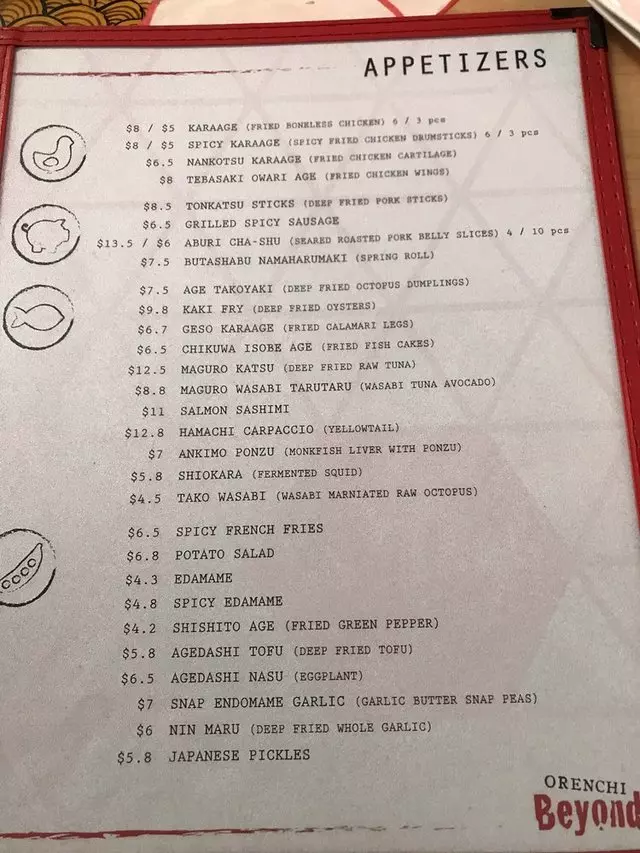 APPETIZERS
$8 / $5 KARAAGE (FRIED BONELESS CHICKEN) 6 / 3 pcs
$8 / $5 SPICY KARAAGE (SPICY FRIED CHICKEN DRUMSTICKS) 6 / 3 pcs
$6.5 NANKOTSU KARAAGE (FRIED CHICKEN CARTILAGE)
$8 TEBASAKI OWARI AGE (FRIED CHICKEN WINGS)
$8.5 TONKATSU STICKS (DEEP FRIED PORK STICKS)
$6.5 GRILLED SPICY SAUSAGE
$13.5 / $6 ABURI CHA-SHU (SEARED ROASTED PORK BELLY SLICES) 4 / 10 pcs
$7.5 BUTASHABU NAMAHARUMAKI (SPRING ROLL)
$7.5 AGE TAKOYAKI (DEEP FRIED OCTOPUS DUMPLINGS)
$9.8 KAKI FRY (DEEP FRIED OYSTERS)
$6.7 GESO KARAAGE (FRIED CALAMARI LEGS)
$6.5 CHIKUWA ISOBE AGE (FRIED FISH CAKES)
$12.5 MAGURO KATSU (DEEP FRIED RAW TUNA)
$8.8 MAGURO WASABI TARUTARU (WASABI TUNA AVOCADO)
$11 SALMON SASHIMI
$12.8 HAMACHI CARPACCIO (YELLOWTAIL)
$7 ANKIMO PONZU (MONKFISH LIVER WITH PONZU)
$5.8 SHIOKARA (FERMENTED SQUID)
$4.5 TAKO WASABI (WASABI MARNIATED RAW OCTOPUS)
$6.5 SPICY FRENCH FRIES
$6.8 POTATO SALAD
$4.3 EDAMAME
$4.8 SPICY EDAMAME
$4.2 SHISHITO AGE (FRIED GREEN PEPPER)
$5.8 AGEDASHI TOFU (DEEP FRIED TOFU)
$6.5 AGEDASHI NASU (EGGPLANT)
$7 SNAP ENDOMAME GARLIC (GARLIC BUTTER SNAP PEAS)
$6 NIN MARU (DEEP FRIED WHOLE GARLIC)
$5.8 JAPANESE PICKLES
ORENCHI
Beyond